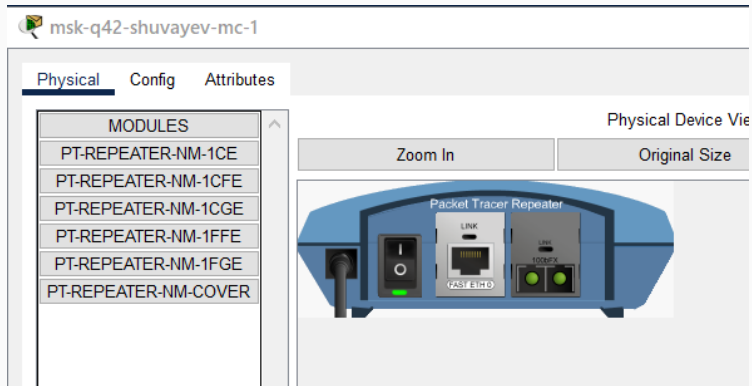 msk-q42-shuvayev-mc-1
Physical Config Attributes
MODULES
PT-REPEATER-NM-1CE
PT-REPEATER-NM-1CFE
PT-REPEATER-NM-1CGE
PT-REPEATER-NM-1FFE
PT-REPEATER-NM-1FGE
PT-REPEATER-NM-COVER
Physical Device Vie
Zoom In Original Size
Packet Tracer Repeater
LINK
LINK
100bFX
FAST ETH 0